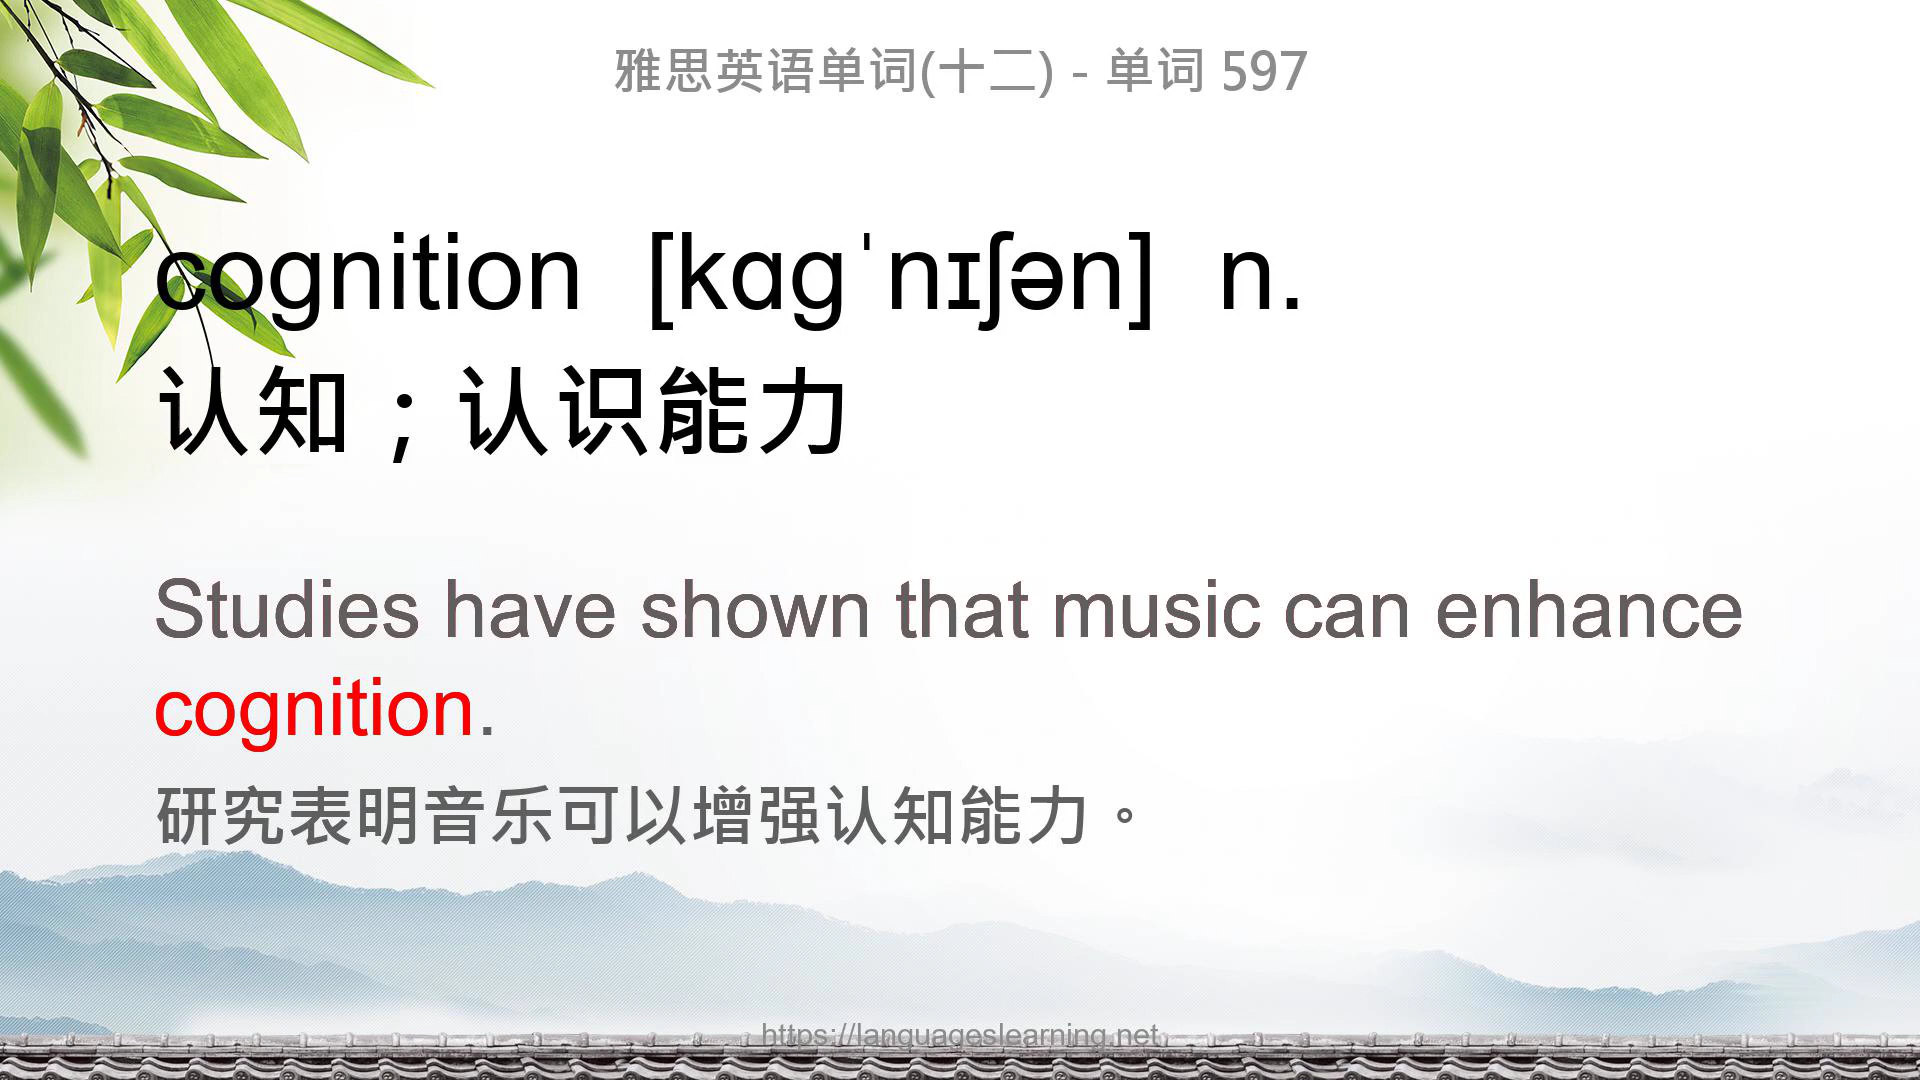 雅思英语单词(十二) - 单词 597
cognition [kɑgˈnɪʃən] n.
认知；认识能力
Studies have shown that music can enhance
cognition.
研究表明音乐可以增强认知能力。
https://languageslearning.net